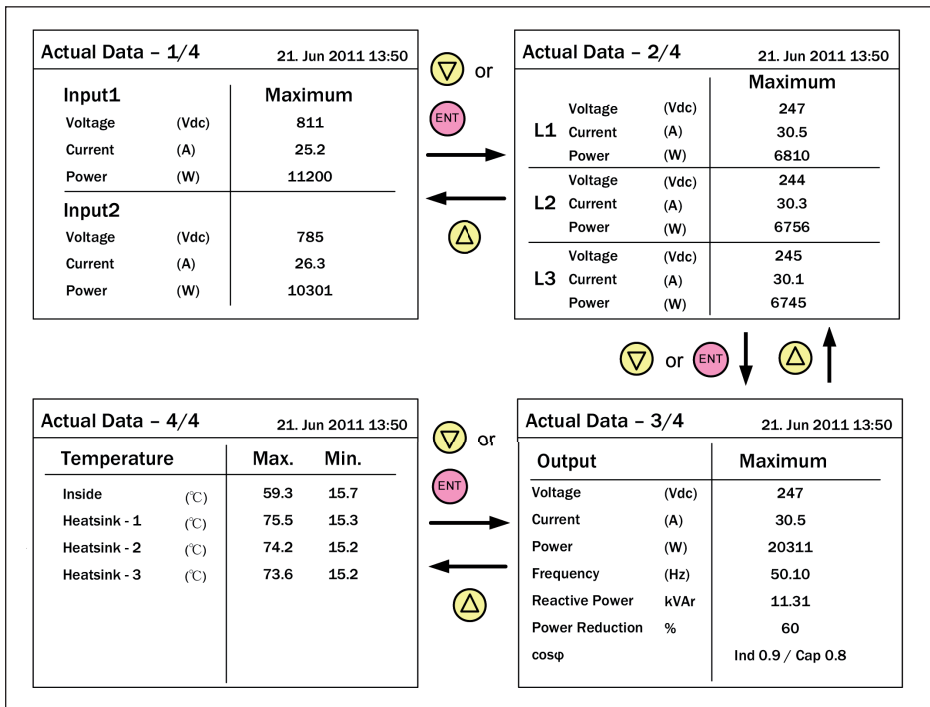 Actual Data – 1/4 21. Jun 2011 13:50
Input1 Maximum
Voltage (Vdc) 811
Current (A) 25.2
Power (W) 11200
Input2
Voltage (Vdc) 785
Current (A) 26.3
Power (W) 10301
or
ENT
Actual Data – 2/4 21. Jun 2011 13:50
Maximum
Voltage (Vdc) 247
L1 Current (A) 30.5
Power (W) 6810
Voltage (Vdc) 244
L2 Current (A) 30.3
Power (W) 6756
Voltage (Vdc) 245
L3 Current (A) 30.1
Power (W) 6745
or ENT
Actual Data – 4/4 21. Jun 2011 13:50
Temperature Max. Min.
Inside (℃) 59.3 15.7
Heatsink - 1 (℃) 75.5 15.3
Heatsink - 2 (℃) 74.2 15.2
Heatsink - 3 (℃) 73.6 15.2
or
ENT
Actual Data – 3/4 21. Jun 2011 13:50
Output Maximum
Voltage (Vdc) 247
Current (A) 30.5
Power (W) 20311
Frequency (Hz) 50.10
Reactive Power kVAr 11.31
Power Reduction % 60
cosφ Ind 0.9 / Cap 0.8